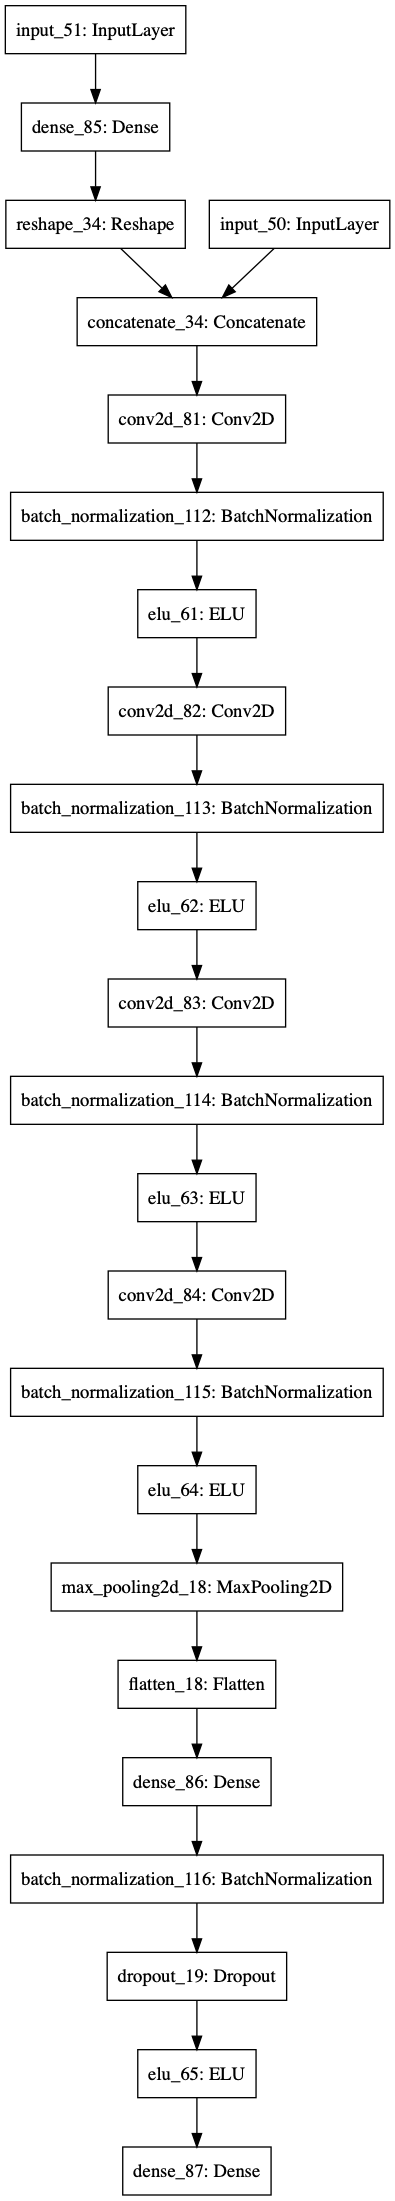 input_51: InputLayer
dense_85: Dense
reshape_34: Reshape
input_50: InputLayer
concatenate_34: Concatenate
conv2d_81: Conv2D
batch_normalization_112: BatchNormalization
elu_61: ELU
conv2d_82: Conv2D
batch_normalization_113: BatchNormalization
elu_62: ELU
conv2d_83: Conv2D
batch_normalization_114: BatchNormalization
elu_63: ELU
conv2d_84: Conv2D
batch_normalization_115: BatchNormalization
elu_64: ELU
max_pooling2d_18: MaxPooling2D
flatten_18: Flatten
dense_86: Dense
batch_normalization_116: BatchNormalization
dropout_19: Dropout
elu_65: ELU
dense_87: Dense